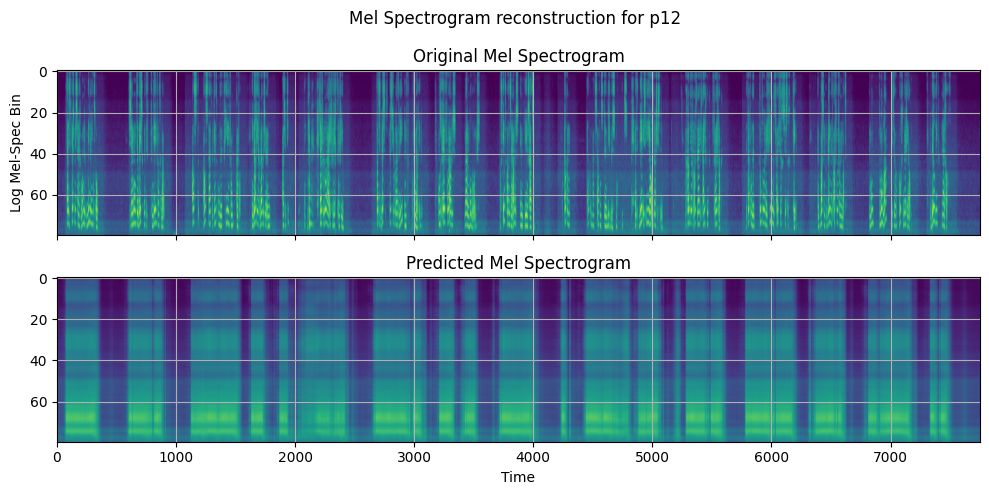 Mel Spectrogram reconstruction for p12
Original Mel Spectrogram
0
20
40
60
Log Mel-Spec Bin
Predicted Mel Spectrogram
0
20
40
60
0 1000 2000 3000 4000 5000 6000 7000
Time